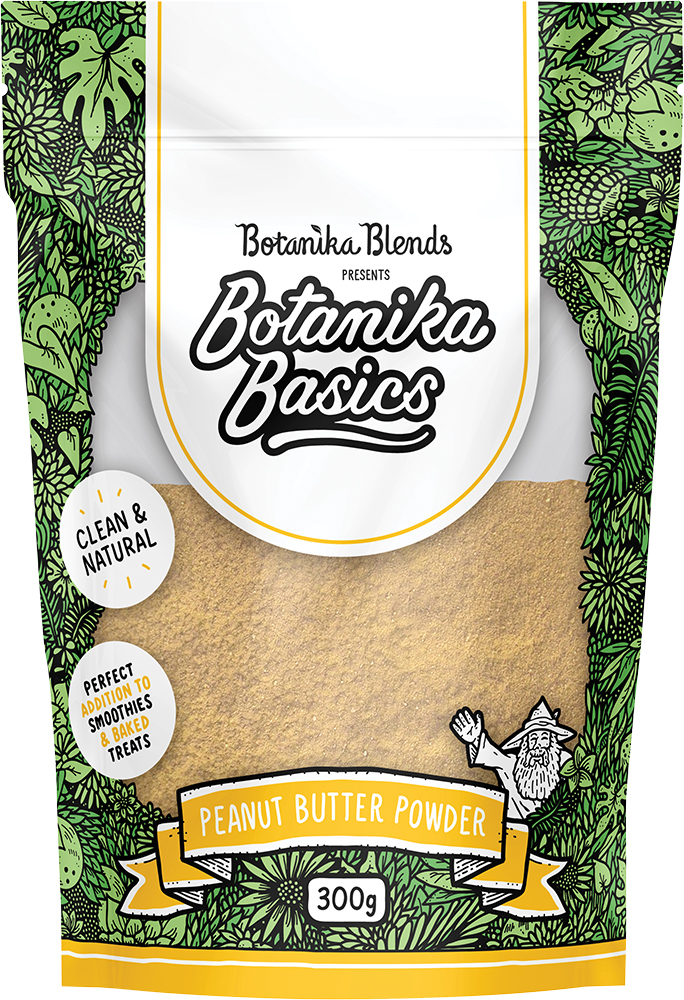 Botanika Blends
PRESENTS
Botanika
Basics
CLEAN &
NATURAL
PERFECT
ADDITION TO
SMOOTHIES
& BAKED
TREATS
PEANUT BUTTER POWDER
300g